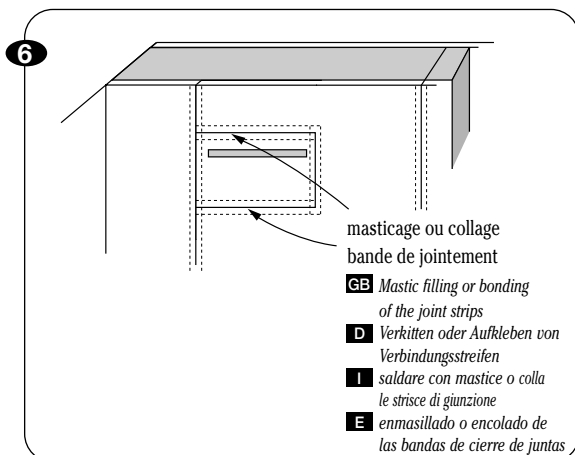 6
masticage ou collage
bande de jointement
GB Mastic filling or bonding
of the joint strips
D Verkitten oder Aufkleben von
Verbindungsstreifen
I saldare con mastice o colla
le strisce di giunzione
E enmasillado o encolado de
las bandas de cierre de juntas